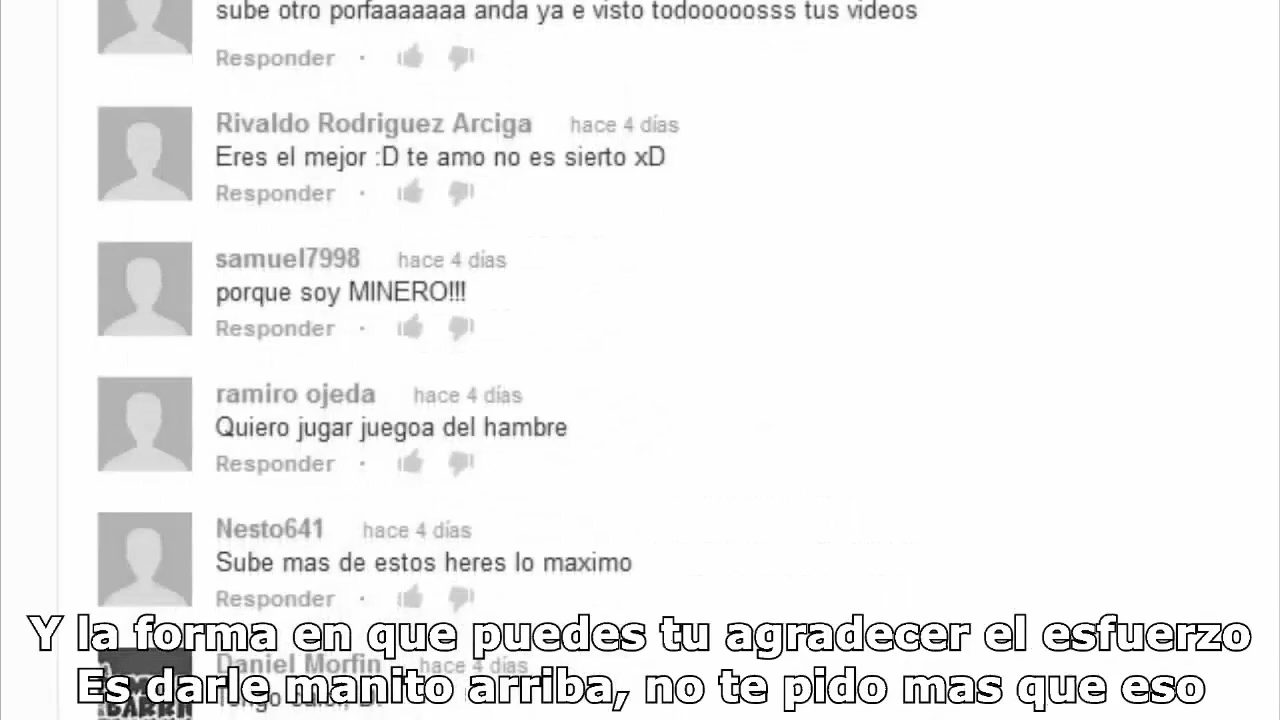 sube otro porfaaaaaaa anda ya e visto todooooosss tus videos
Responder ·
Rivaldo Rodriguez Arciga hace 4 días
Eres el mejor :D te amo no es sierto xD
Responder ·
samuel7998 hace 4 días
porque soy MINERO!!!
Responder ·
ramiro ojeda hace 4 días
Quiero jugar juegoa del hambre
Responder ·
Nesto641 hace 4 días
Sube mas de estos heres lo maximo
Responder ·
Y la forma en que puedes tu agradecer el esfuerzo
Daniel Morfin hace 4 días
Es darle manito arriba, no te pido mas que eso